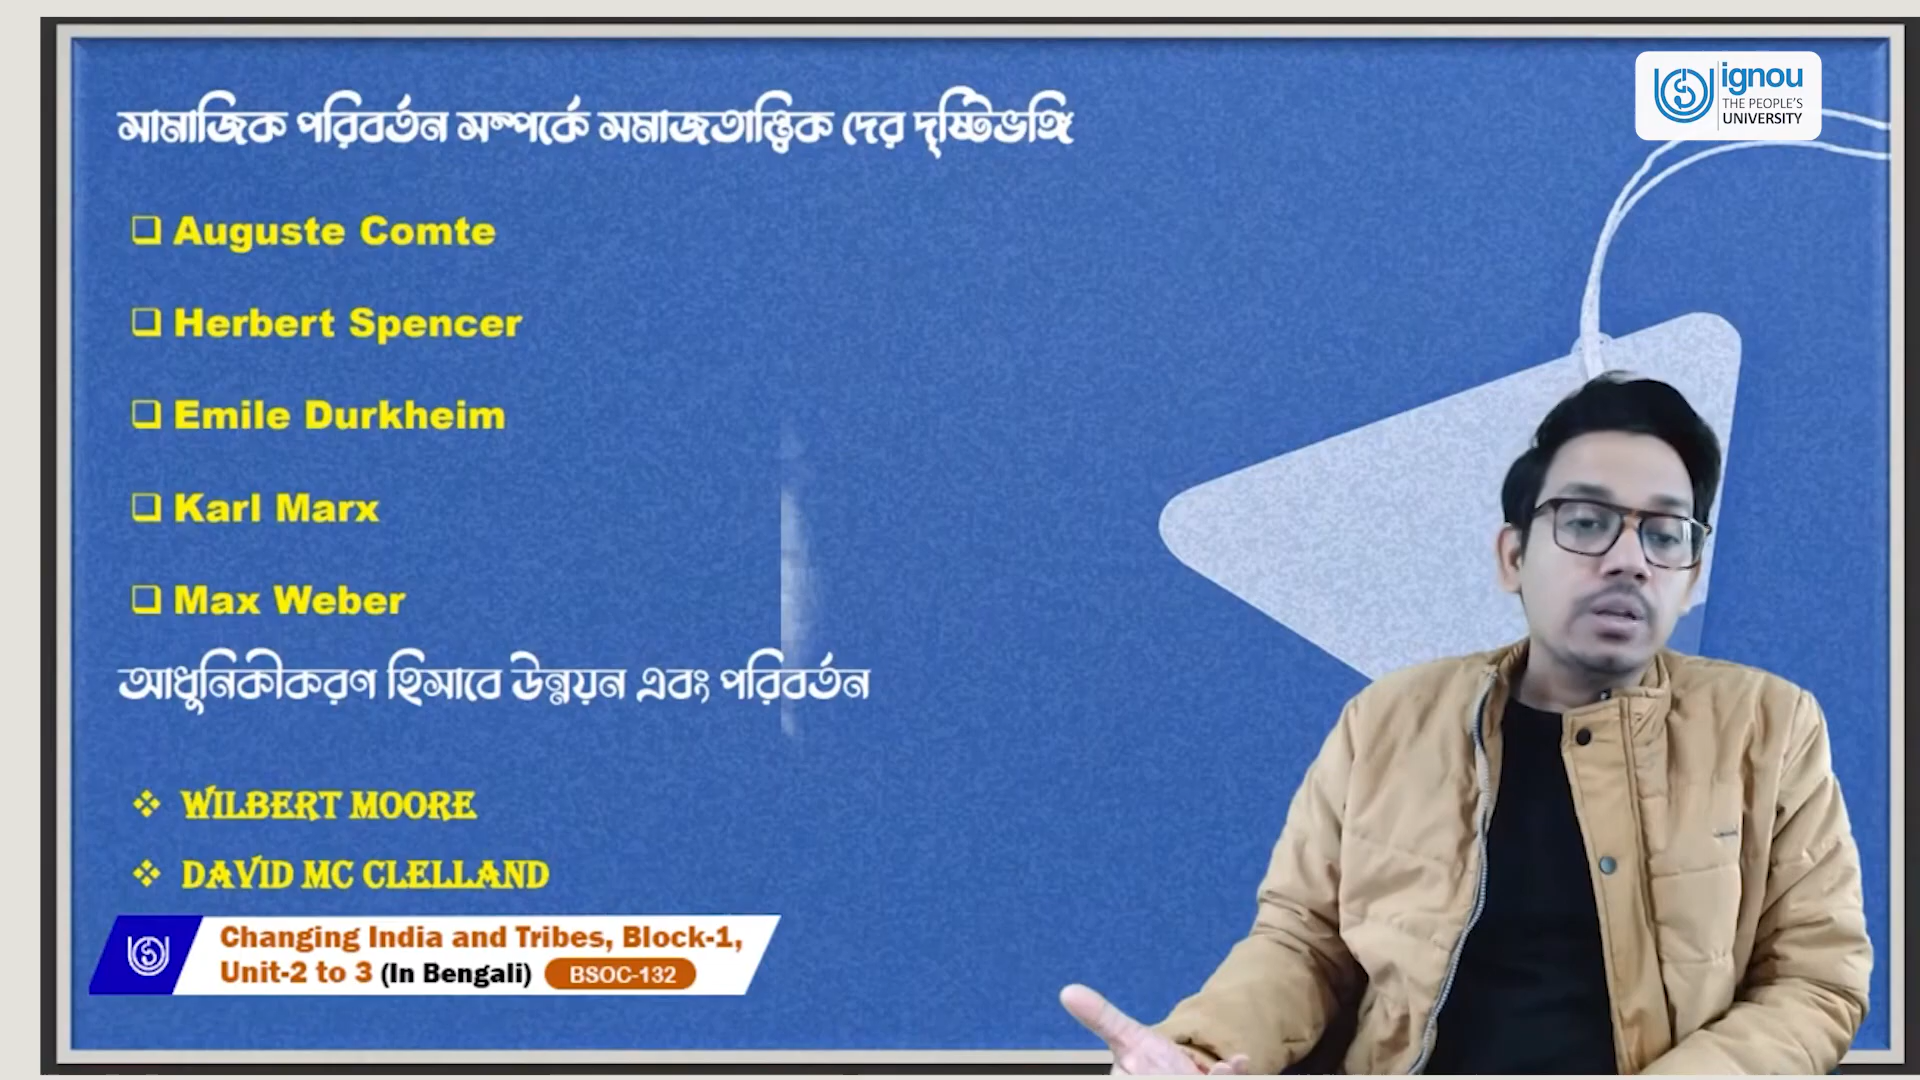 সামাজিক পরিবর্তন সম্পর্কে সমাজতাত্ত্বিক দের দৃষ্টিভঙ্গি
ignou
THE PEOPLE'S
UNIVERSITY
Auguste Comte
Herbert Spencer
Emile Durkheim
Karl Marx
Max Weber
আধুনিকীকরণ হিসাবে উন্নয়ন এবং পরিবর্তন
WILBERT MOORE
DAVID MC CLELLAND
Changing India and Tribes, Block-1,
Unit-2 to 3 (In Bengali) BSOC-132